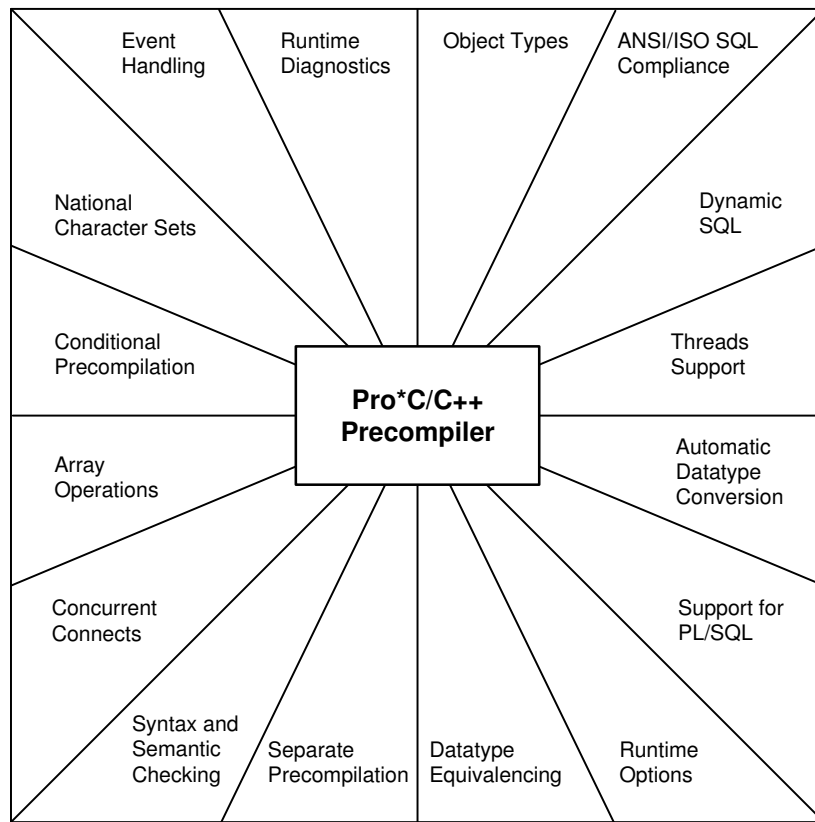 Event
Handling
Runtime
Diagnostics
Object Types
ANSI/ISO SQL
Compliance
National
Character Sets
Dynamic
SQL
Conditional
Precompilation
Threads
Support
Pro*C/C++
Precompiler
Array
Operations
Automatic
Datatype
Conversion
Concurrent
Connects
Support for
PL/SQL
Syntax and
Semantic
Checking
Separate
Precompilation
Datatype
Equivalencing
Runtime
Options